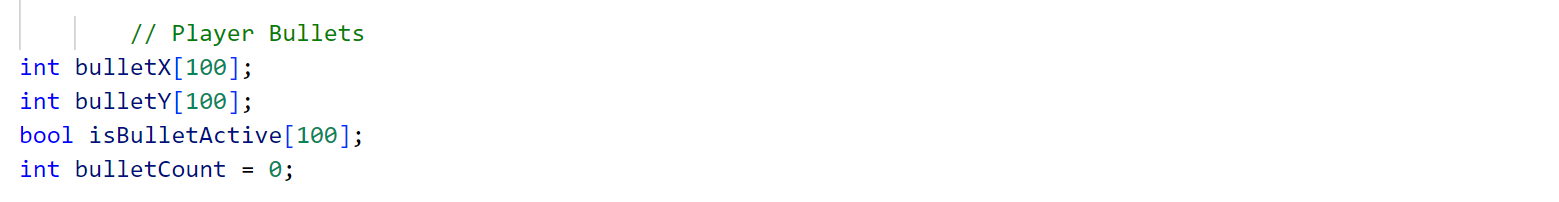 // Player Bullets
int bulletX[100];
int bulletY[100];
bool isBulletActive[100];
int bulletCount = 0;